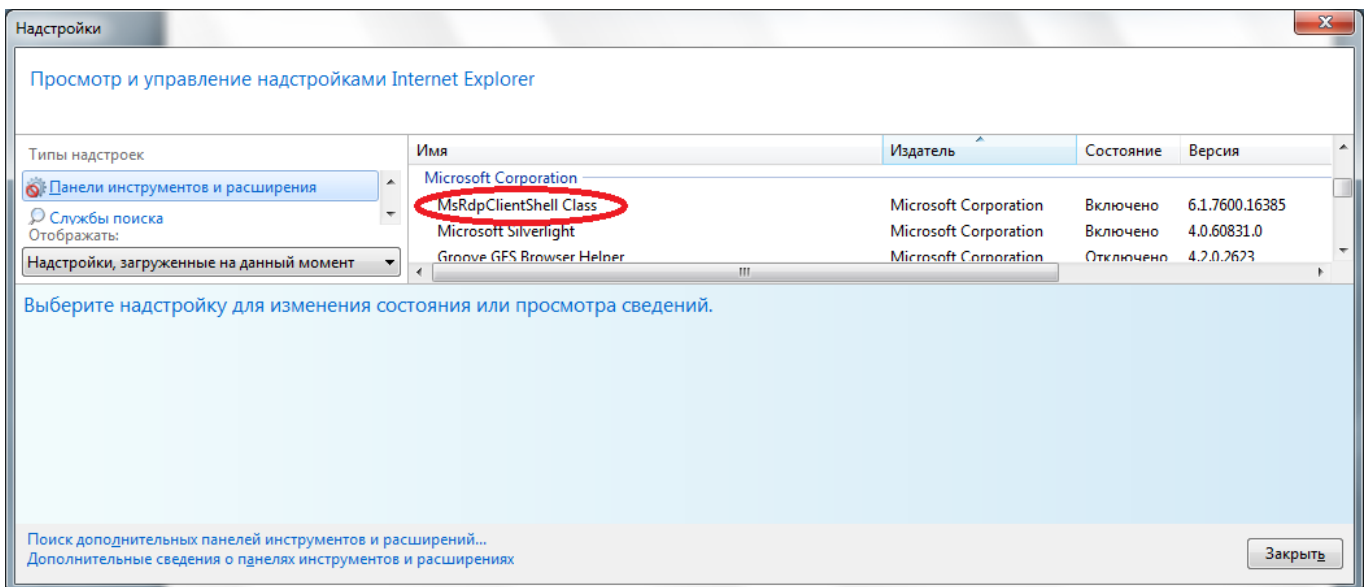 Надстройки
Просмотр и управление надстройками Internet Explorer
Типы надстроек
Панели инструментов и расширения
Службы поиска
Отображать:
Надстройки, загруженные на данный момент
Имя Издатель Состояние Версия
Microsoft Corporation
MsRdpClientShell Class Microsoft Corporation Включено 6.1.7600.16385
Microsoft Silverlight Microsoft Corporation Включено 4.0.60831.0
Groove GFS Browser Helper Microsoft Corporation Отключено 4.2.0.2623
Выберите надстройку для изменения состояния или просмотра сведений.
Поиск дополнительных панелей инструментов и расширений...
Дополнительные сведения о панелях инструментов и расширениях
Закрыть